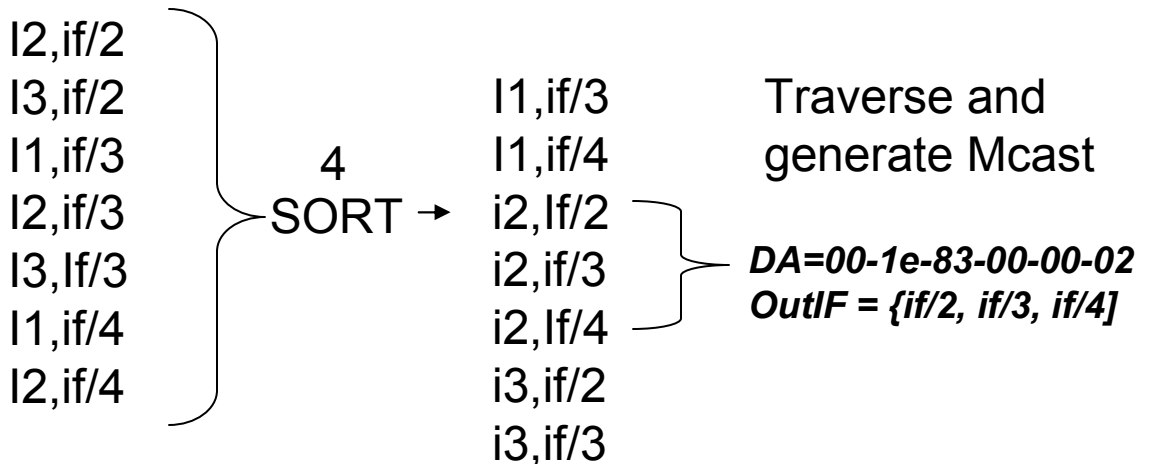 I2,if/2
I3,if/2
I1,if/3
I2,if/3
I3,If/3
I1,if/4
I2,if/4
4
SORT
I1,if/3
I1,if/4
i2,If/2
i2,if/3
i2,If/4
i3,if/2
i3,if/3
Traverse and
generate Mcast
DA=00-1e-83-00-00-02
OutIF = {if/2, if/3, if/4]